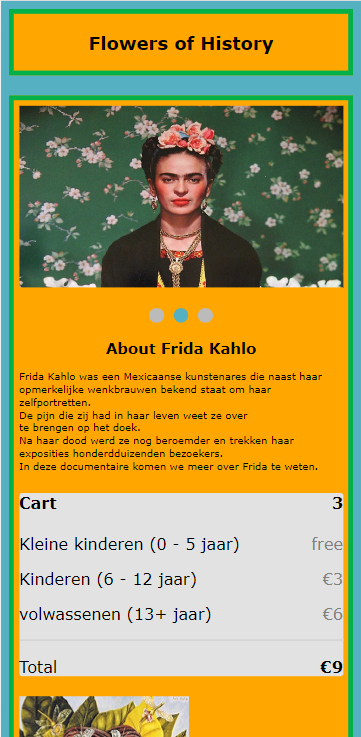 Flowers of History
About Frida Kahlo
Frida Kahlo was een Mexicaanse kunstenares die naast haar
opmerkelijke wenkbrauwen bekend staat om haar
zelfportretten.
De pijn die zij had in haar leven weet ze over
te brengen op het doek.
Na haar dood werd ze nog beroemder en trekken haar
exposities honderdduizenden bezoekers.
In deze documentaire komen we meer over Frida te weten.
Cart 3
Kleine kinderen (0 - 5 jaar) free
Kinderen (6 - 12 jaar) €3
volwassenen (13+ jaar) €6
Total €9